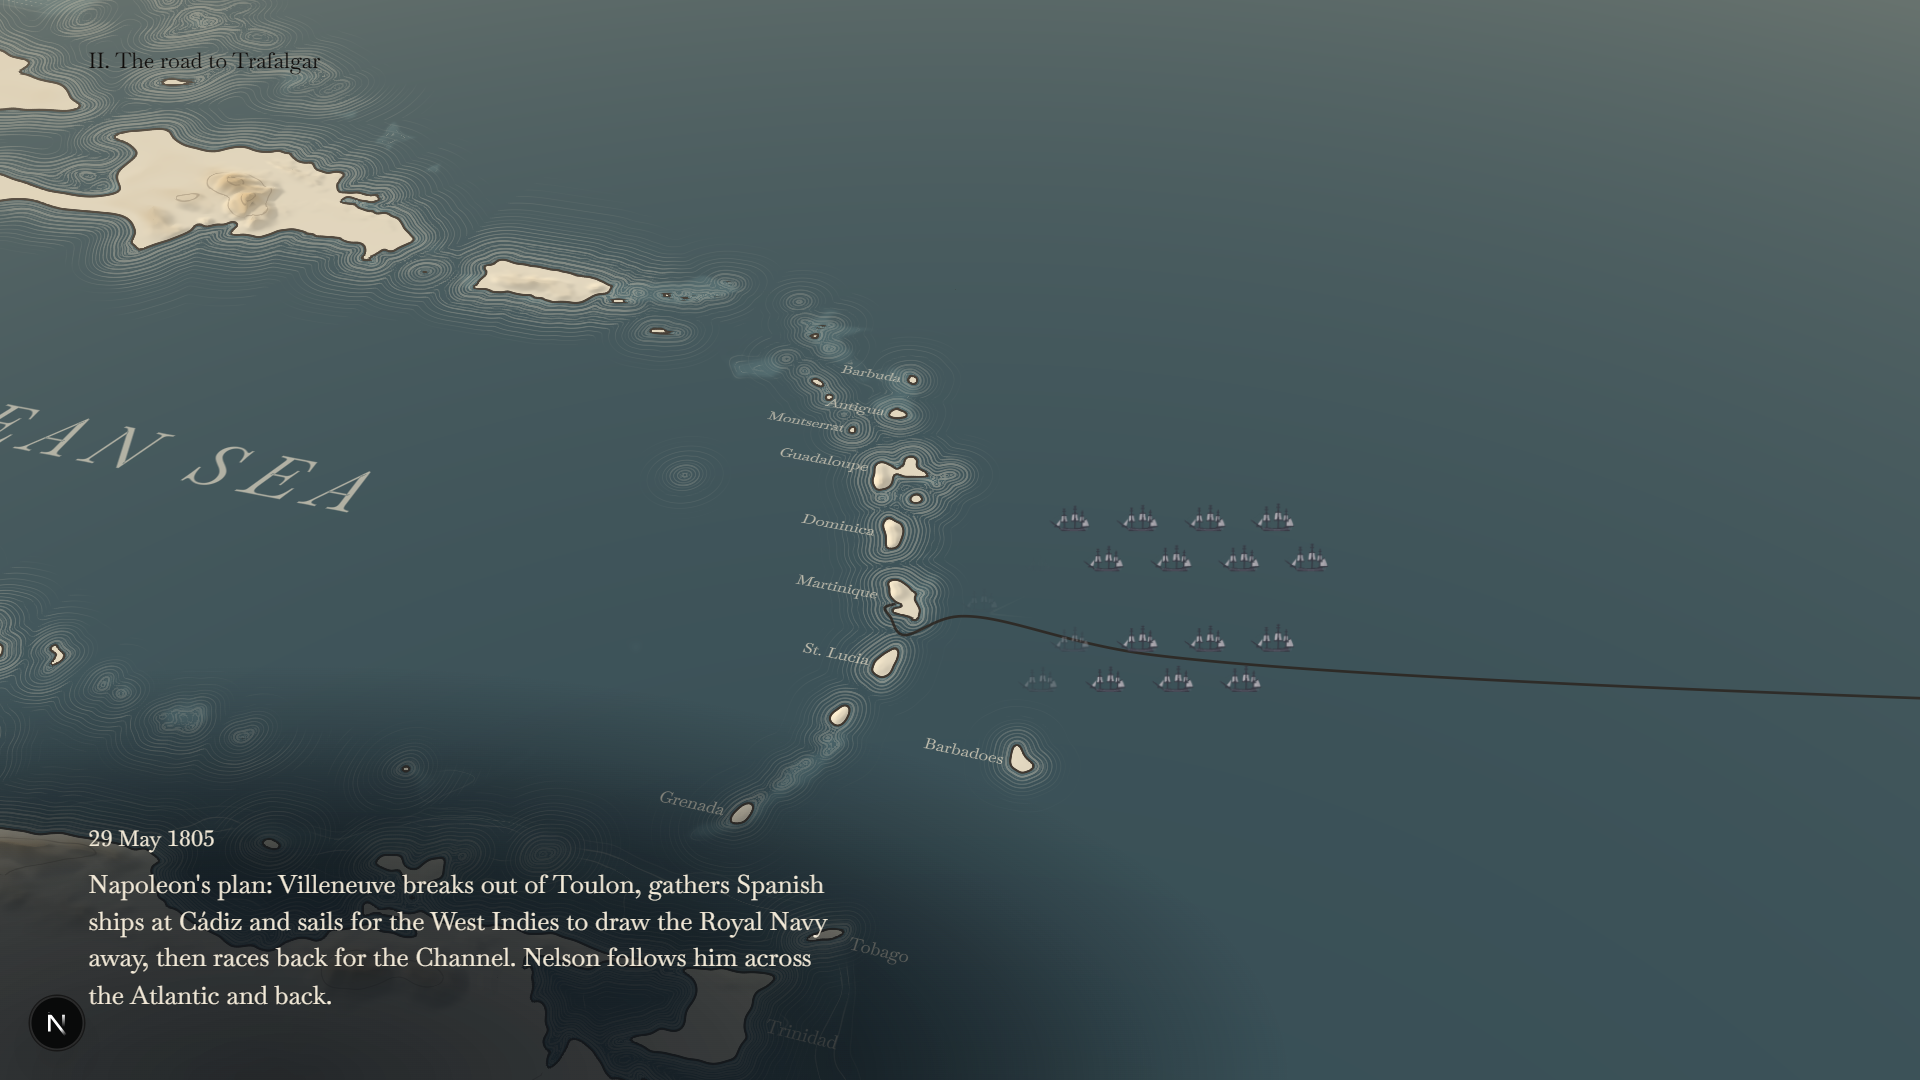 II. The road to Trafalgar
Barbuda
Antigua
Montserrat
Guadaloupe
EAN SEA
Dominica
Martinique
St. Lucia
Barbadoes
Grenada
29 May 1805
Napoleon's plan: Villeneuve breaks out of Toulon, gathers Spanish
ships at Cádiz and sails for the West Indies to draw the Royal Navy
away, then races back for the Channel. Nelson follows him across
the Atlantic and back.
Tobago
Trinidad
N